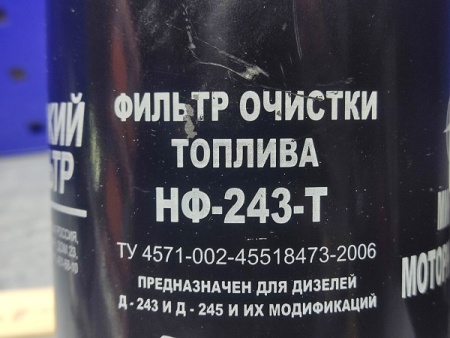 ФИЛЬТР ОЧИСТКИ
ТОПЛИВА
НФ-243-Т
ТУ 4571-002-45518473-2006
ПРЕДНАЗНАЧЕН ДЛЯ ДИЗЕЛЕЙ
Д - 243 И Д - 245 И ИХ МОДИФИКАЦИЙ